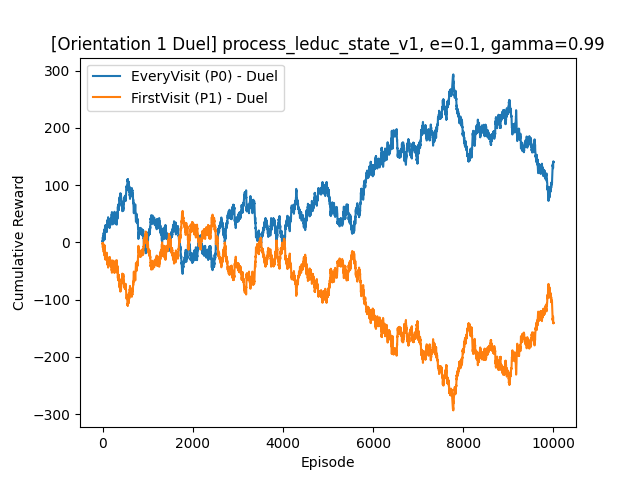 [Orientation 1 Duel] process_leduc_state_v1, e=0.1, gamma=0.99
EveryVisit (P0) - Duel
FirstVisit (P1) - Duel
Cumulative Reward
300
200
100
0
−100
−200
−300
0 2000 4000 6000 8000 10000
Episode